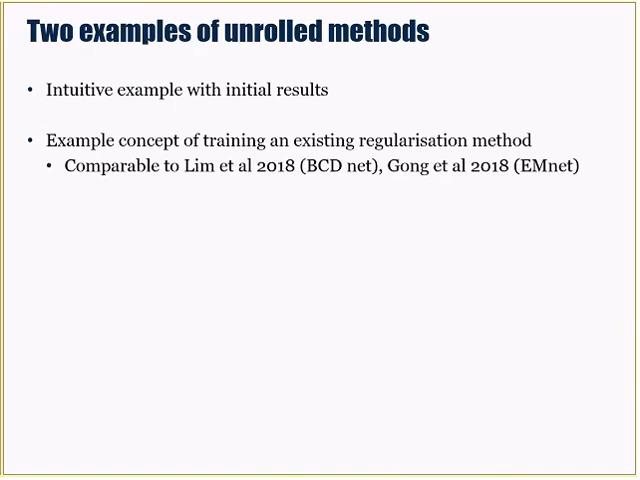 Two examples of unrolled methods
• Intuitive example with initial results
• Example concept of training an existing regularisation method
• Comparable to Lim et al 2018 (BCD net), Gong et al 2018 (EMnet)